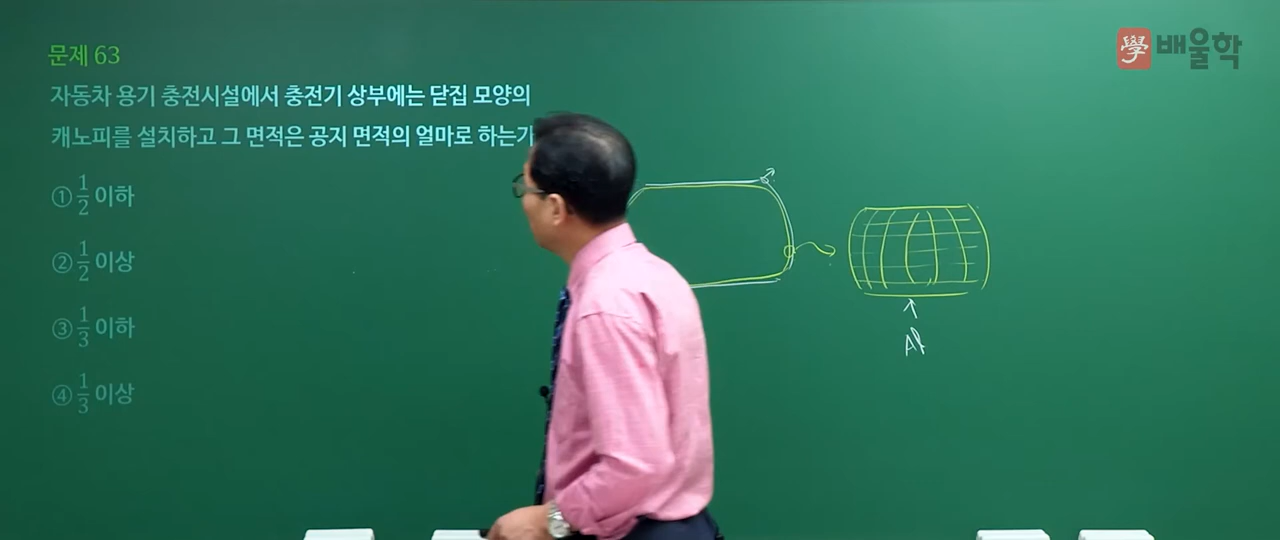 문제 63
學 배울학
자동차 용기 충전시설에서 충전기 상부에는 닫집 모양의
캐노피를 설치하고 그 면적은 공지 면적의 얼마로 하는가
① 1/2 이하
② 1/2 이상
③ 1/3 이하
④ 1/3 이상
Al